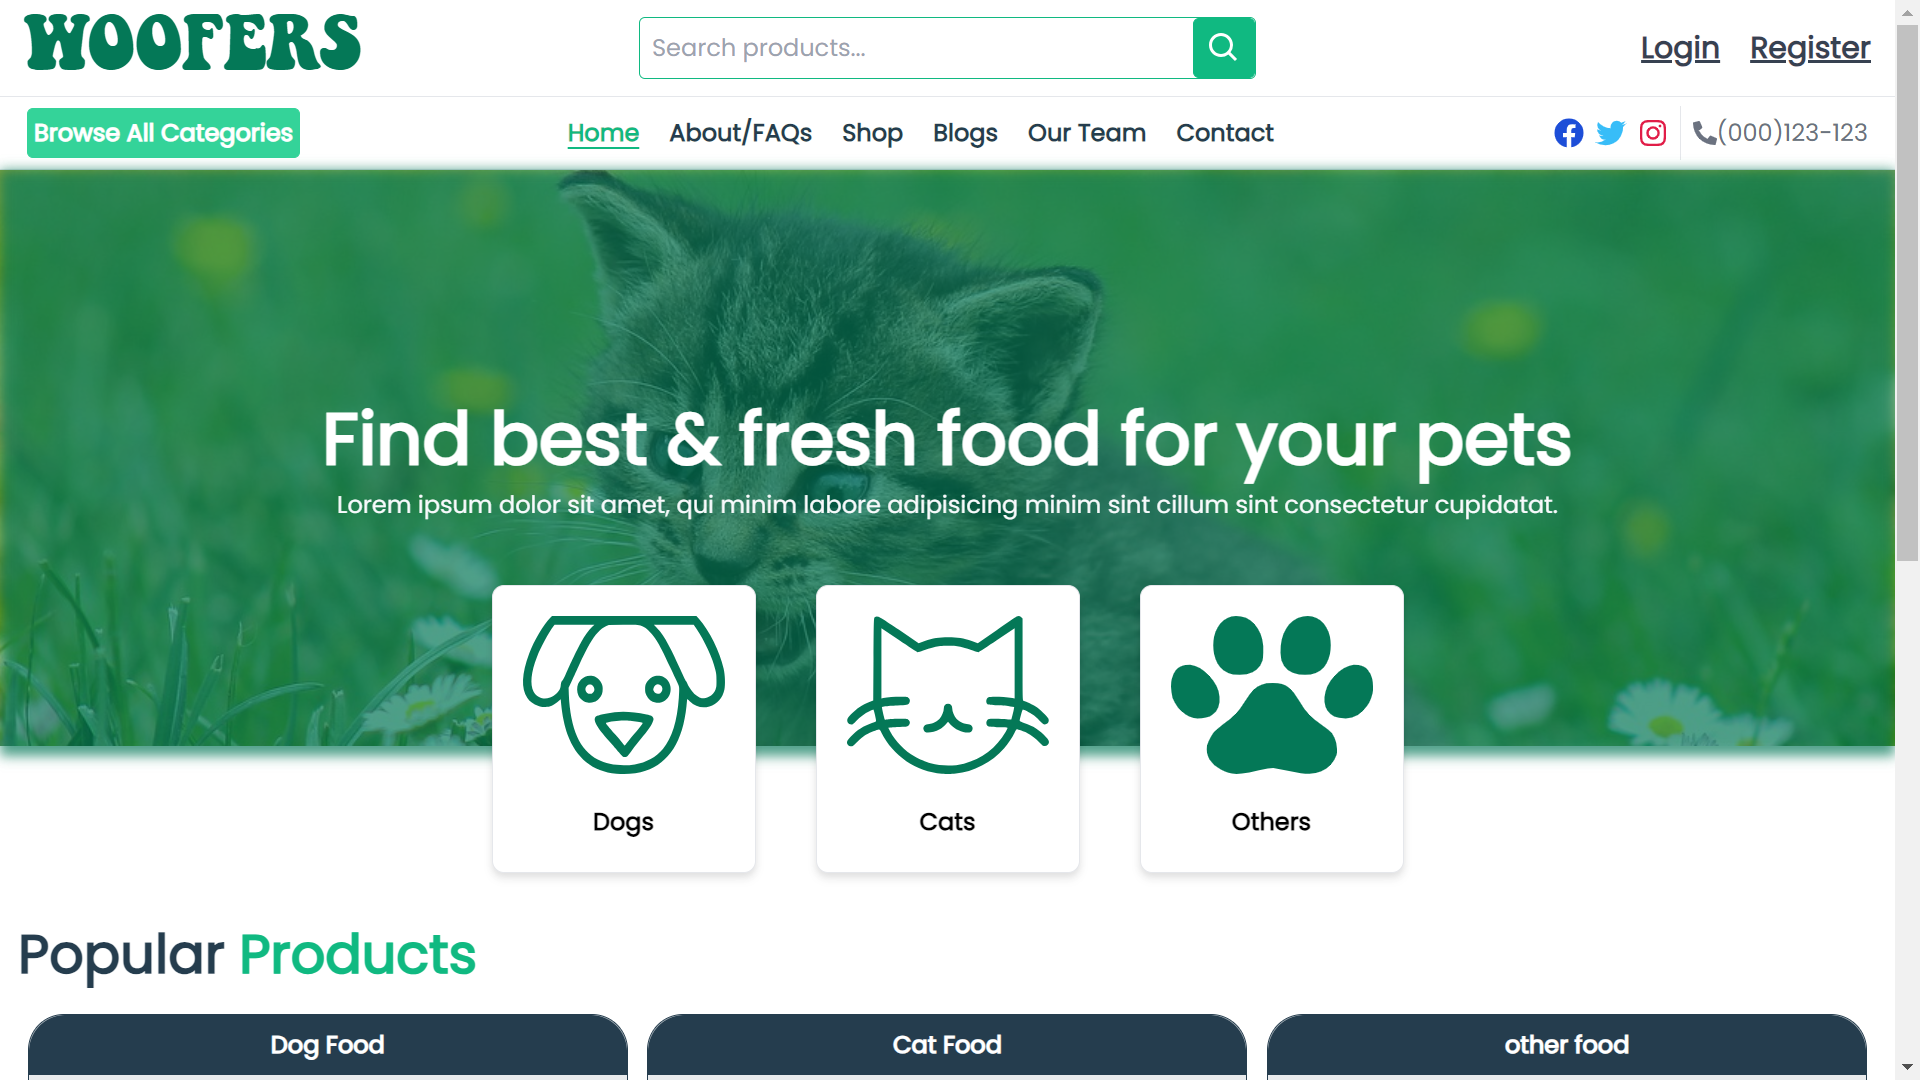 WOOFERS
Search products...
Login Register
Browse All Categories
Home About/FAQs Shop Blogs Our Team Contact
(000)123-123
Find best & fresh food for your pets
Lorem ipsum dolor sit amet, qui minim labore adipisicing minim sint cillum sint consectetur cupidatat.
Dogs Cats Others
Popular Products
Dog Food Cat Food other food